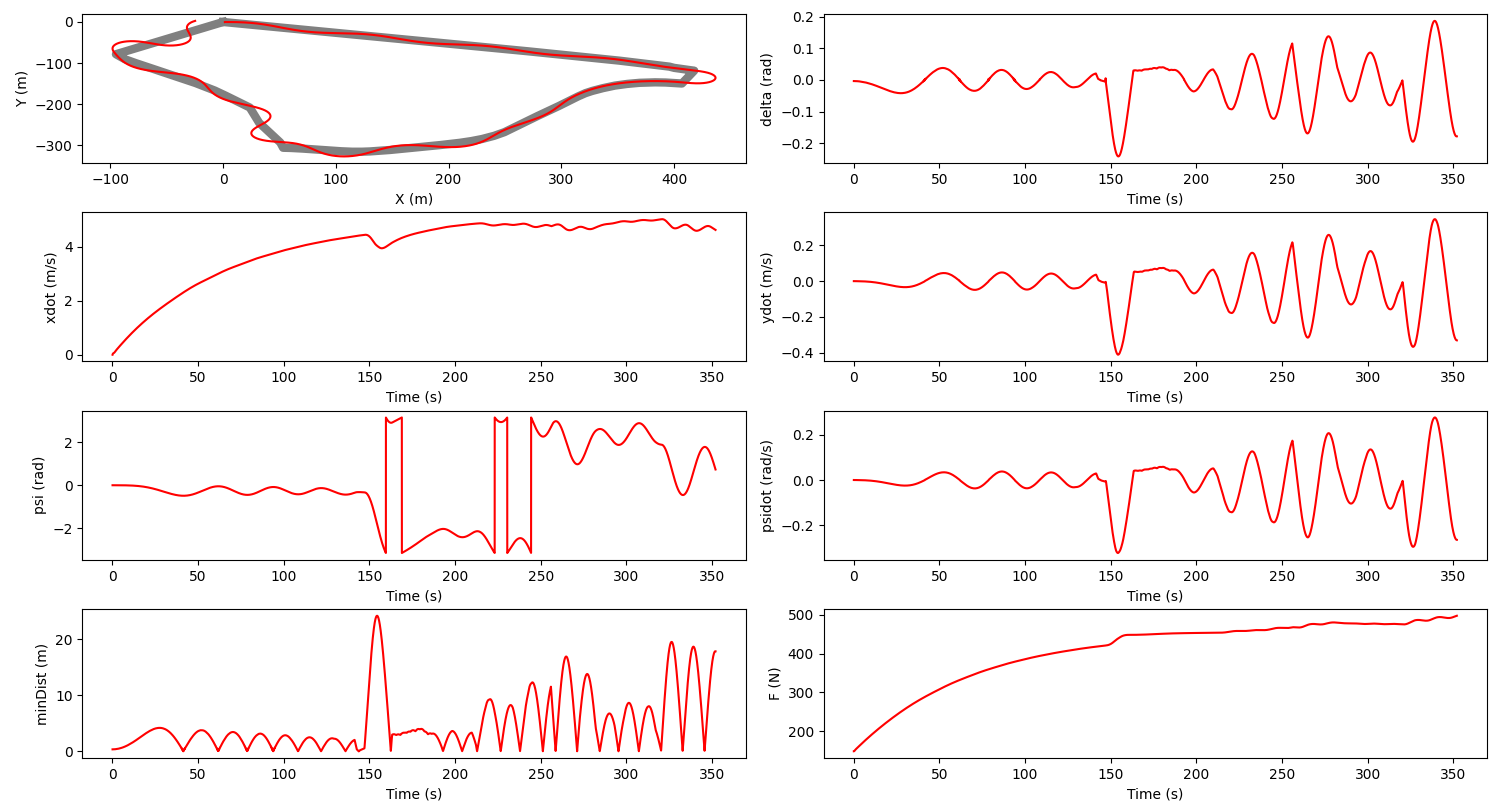 0
−100
−200
−300
Y (m)
−100 0 100 200 300 400
X (m)
0.2
0.1
0.0
−0.1
−0.2
delta (rad)
0 50 100 150 200 250 300 350
Time (s)
4
2
0
xdot (m/s)
0 50 100 150 200 250 300 350
Time (s)
0.2
0.0
−0.2
−0.4
ydot (m/s)
0 50 100 150 200 250 300 350
Time (s)
2
0
−2
psi (rad)
0 50 100 150 200 250 300 350
Time (s)
0.2
0.0
−0.2
psidot (rad/s)
0 50 100 150 200 250 300 350
Time (s)
20
10
0
minDist (m)
0 50 100 150 200 250 300 350
Time (s)
500
400
300
200
F (N)
0 50 100 150 200 250 300 350
Time (s)